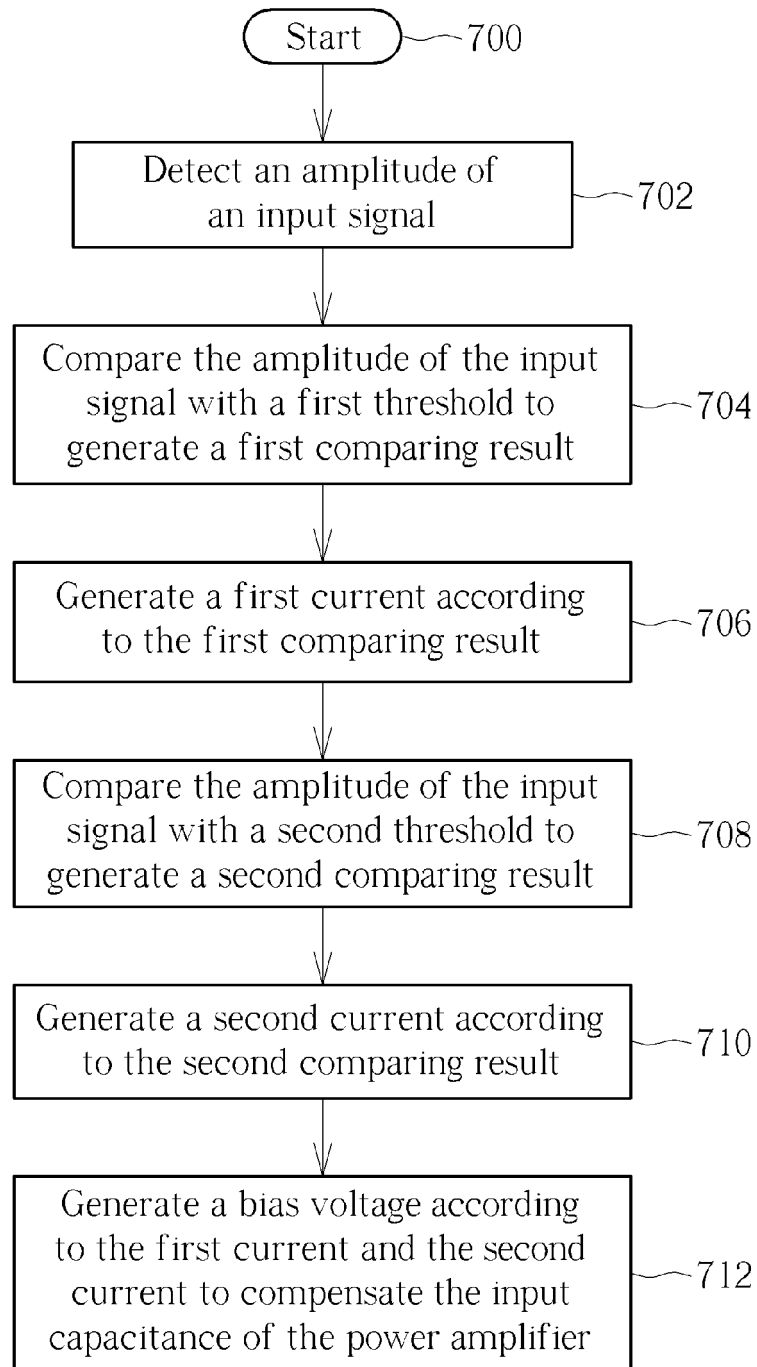 Start
700
Detect an amplitude of
an input signal
702
Compare the amplitude of the input
signal with a first threshold to
generate a first comparing result
704
Generate a first current according
to the first comparing result
706
Compare the amplitude of the input
signal with a second threshold to
generate a second comparing result
708
Generate a second current according
to the second comparing result
710
Generate a bias voltage according
to the first current and the second
current to compensate the input
capacitance of the power amplifier
712